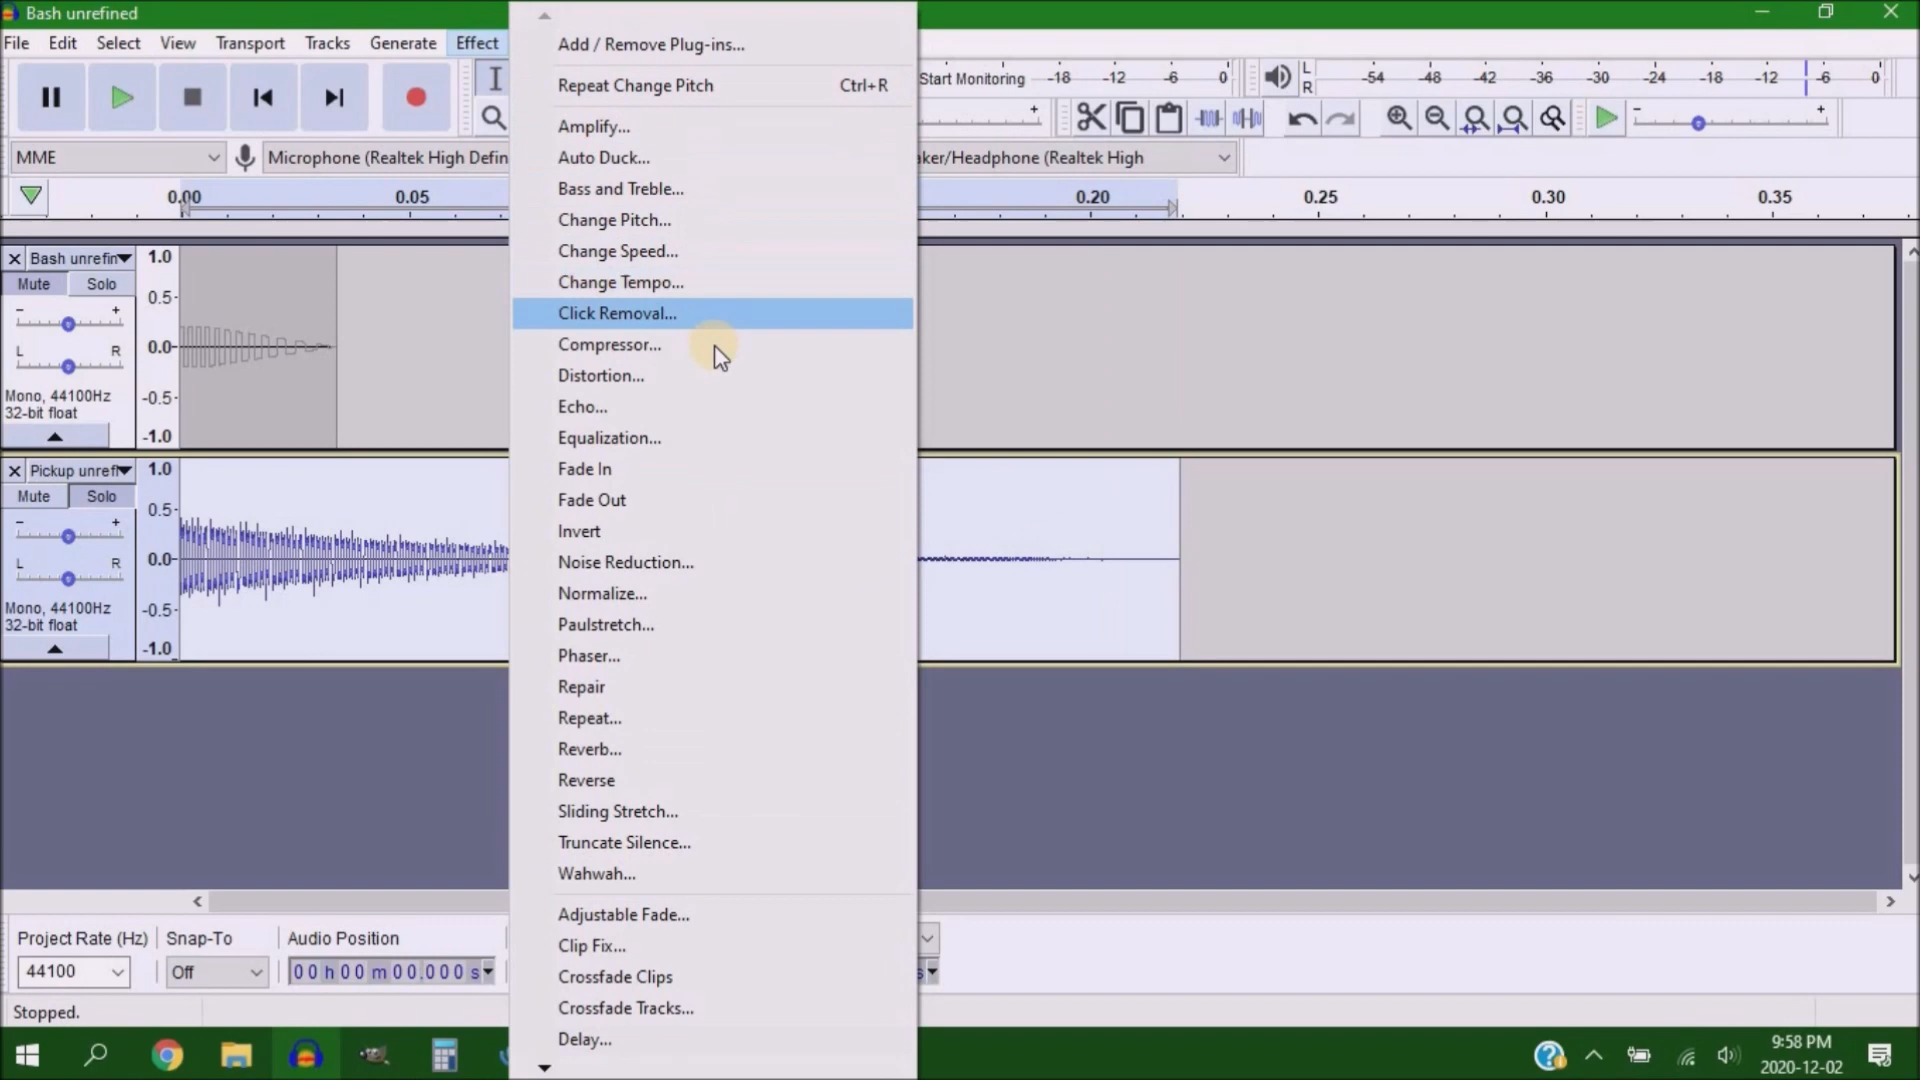 Bash unrefined
File Edit Select View Transport Tracks Generate Effect
Add / Remove Plug-ins...
Repeat Change Pitch Ctrl+R
Amplify...
Auto Duck...
Bass and Treble...
Change Pitch...
Change Speed...
Change Tempo...
Click Removal...
Compressor...
Distortion...
Echo...
Equalization...
Fade In
Fade Out
Invert
Noise Reduction...
Normalize...
Paulstretch...
Phaser...
Repair
Repeat...
Reverb...
Reverse
Sliding Stretch...
Truncate Silence...
Wahwah...
Adjustable Fade...
Clip Fix...
Crossfade Clips
Crossfade Tracks...
Delay...
Start Monitoring -18 -12 -6 0
L
R
-54 -48 -42 -36 -30 -24 -18 -12 -6 0
MME
Microphone (Realtek High Defin
aker/Headphone (Realtek High
0.00 0.05 0.20 0.25 0.30 0.35
Bash unrefin
Mute Solo
- +
L R
Mono, 44100Hz
32-bit float
1.0
0.5
0.0
-0.5
-1.0
Pickup unrefi
Mute Solo
- +
L R
Mono, 44100Hz
32-bit float
1.0
0.5
0.0
-0.5
-1.0
Project Rate (Hz) Snap-To Audio Position
44100 Off 00 h 00 m 00.000 s
s
Stopped.
9:58 PM
2020-12-02